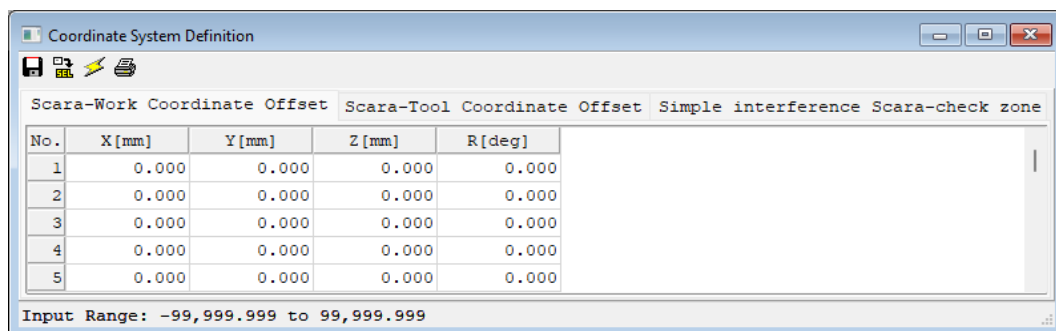 Coordinate System Definition
SEL
Scara-Work Coordinate Offset Scara-Tool Coordinate Offset Simple interference Scara-check zone
No. X[mm] Y[mm] Z[mm] R[deg]
1 0.000 0.000 0.000 0.000
2 0.000 0.000 0.000 0.000
3 0.000 0.000 0.000 0.000
4 0.000 0.000 0.000 0.000
5 0.000 0.000 0.000 0.000
Input Range: -99,999.999 to 99,999.999